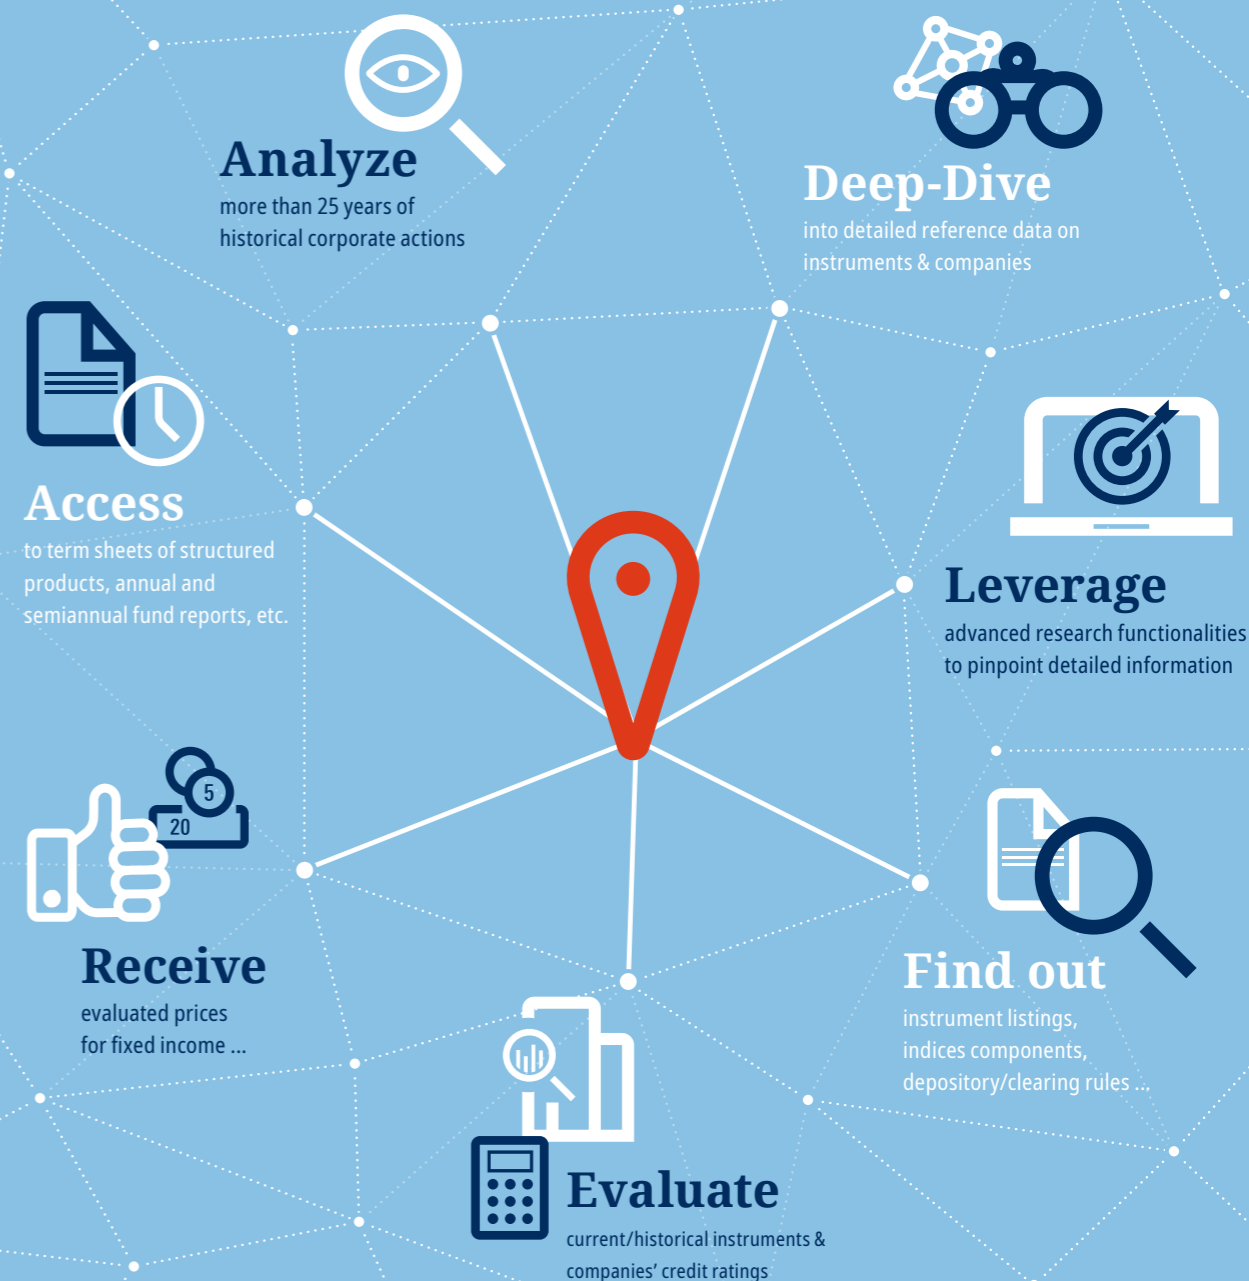 Analyze
more than 25 years of
historical corporate actions
Deep-Dive
into detailed reference data on
instruments & companies
Access
to term sheets of structured
products, annual and
semiannual fund reports, etc.
Leverage
advanced research functionalities
to pinpoint detailed information
5
20
Receive
evaluated prices
for fixed income ...
Find out
instrument listings,
indices components,
depository/clearing rules ...
Evaluate
current/historical instruments &
companies’ credit ratings